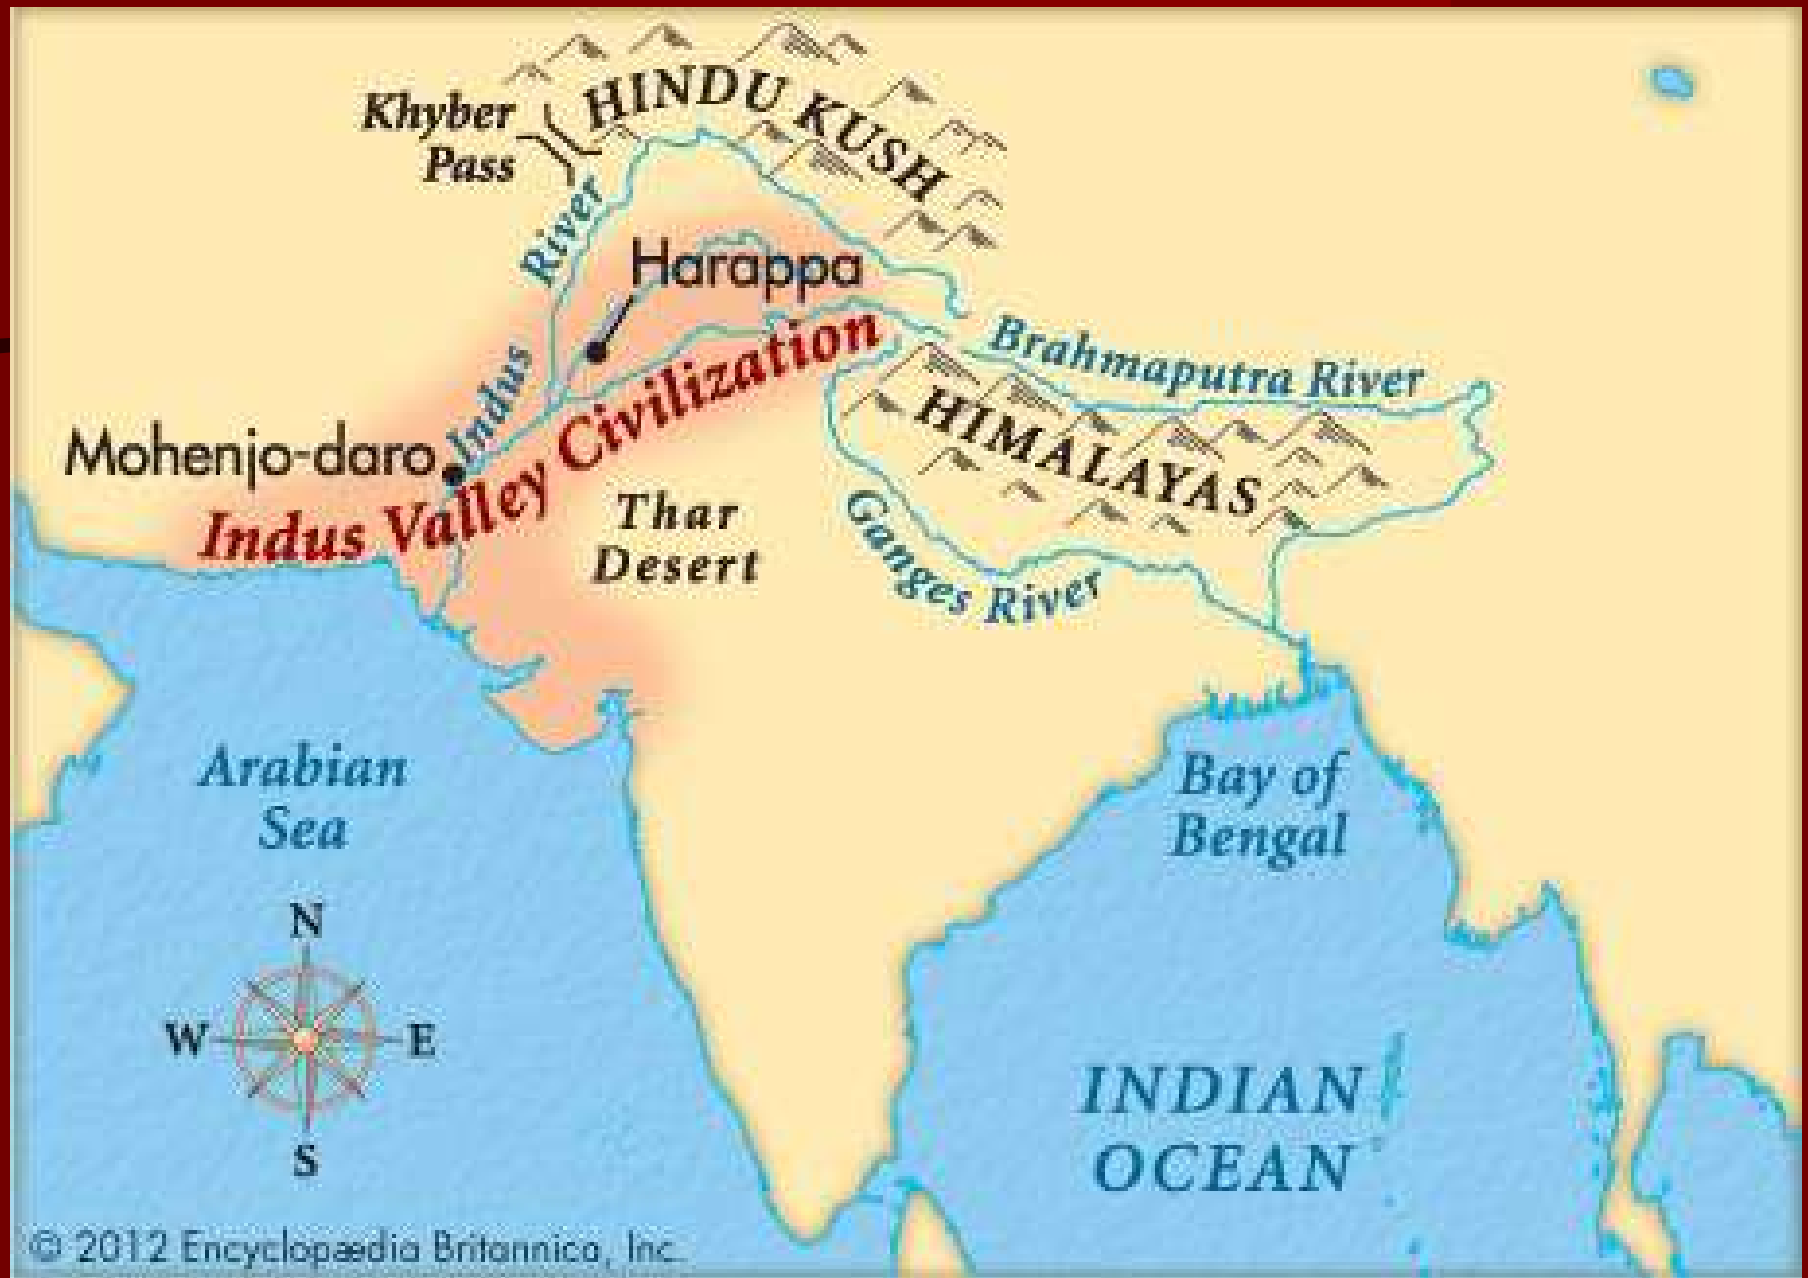 Khyber
Pass
HINDU KUSH
Indus River
Harappa
Brahmaputra River
HIMALAYAS
Mohenjo-daro
Indus Valley Civilization
Thar
Desert
Ganges River
Arabian
Sea
Bay of
Bengal
N
W
E
S
INDIAN
OCEAN
© 2012 Encyclopædia Britannica, Inc.